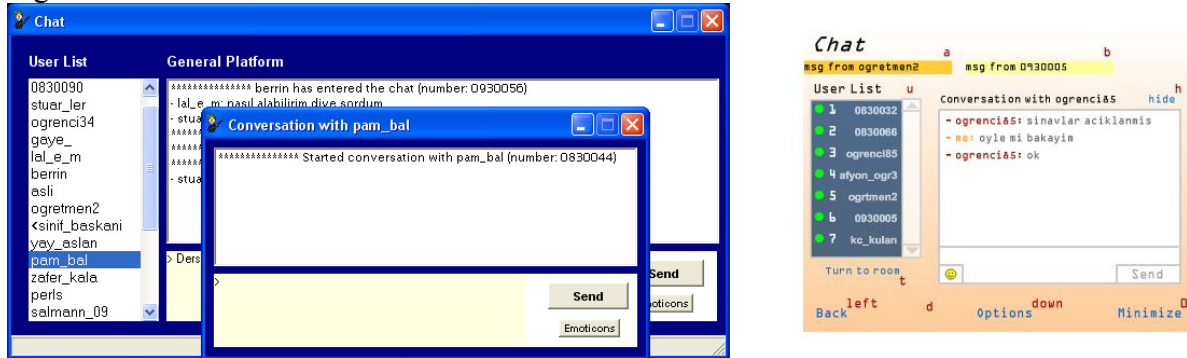 Chat
User List
General Platform
0830090
stuar_ler
ogrenci34
gaye_
lal_e_m
berrin
asli
ogretmen2
<sinif_baskani
yay_aslan
pam_bal
zafer_kala
perls
salmann_09
*************** berrin has entered the chat (number: 0930056)
- lal_e_m: nasıl alabilirim diye sordum
- stua
- stua
> Ders
Send
Conversation with pam_bal
*************** Started conversation with pam_bal (number: 0830044)
>
Send
Emoticons
Chat
a
b
msg from ogretmen2
msg from 0930005
User List u
h
Conversation with ogrenci85 hide
1 0830032
2 0830066
3 ogrenci85
4 afyon_ogr3
5 ogrtmen2
6 0930005
7 kc_kulan
- ogrenci85: sinavlar aciklanmis
- me: oyle mi bakayim
- ogrenci85: ok
Turn to room
t
Send
Back left
d
Options down
Minimize